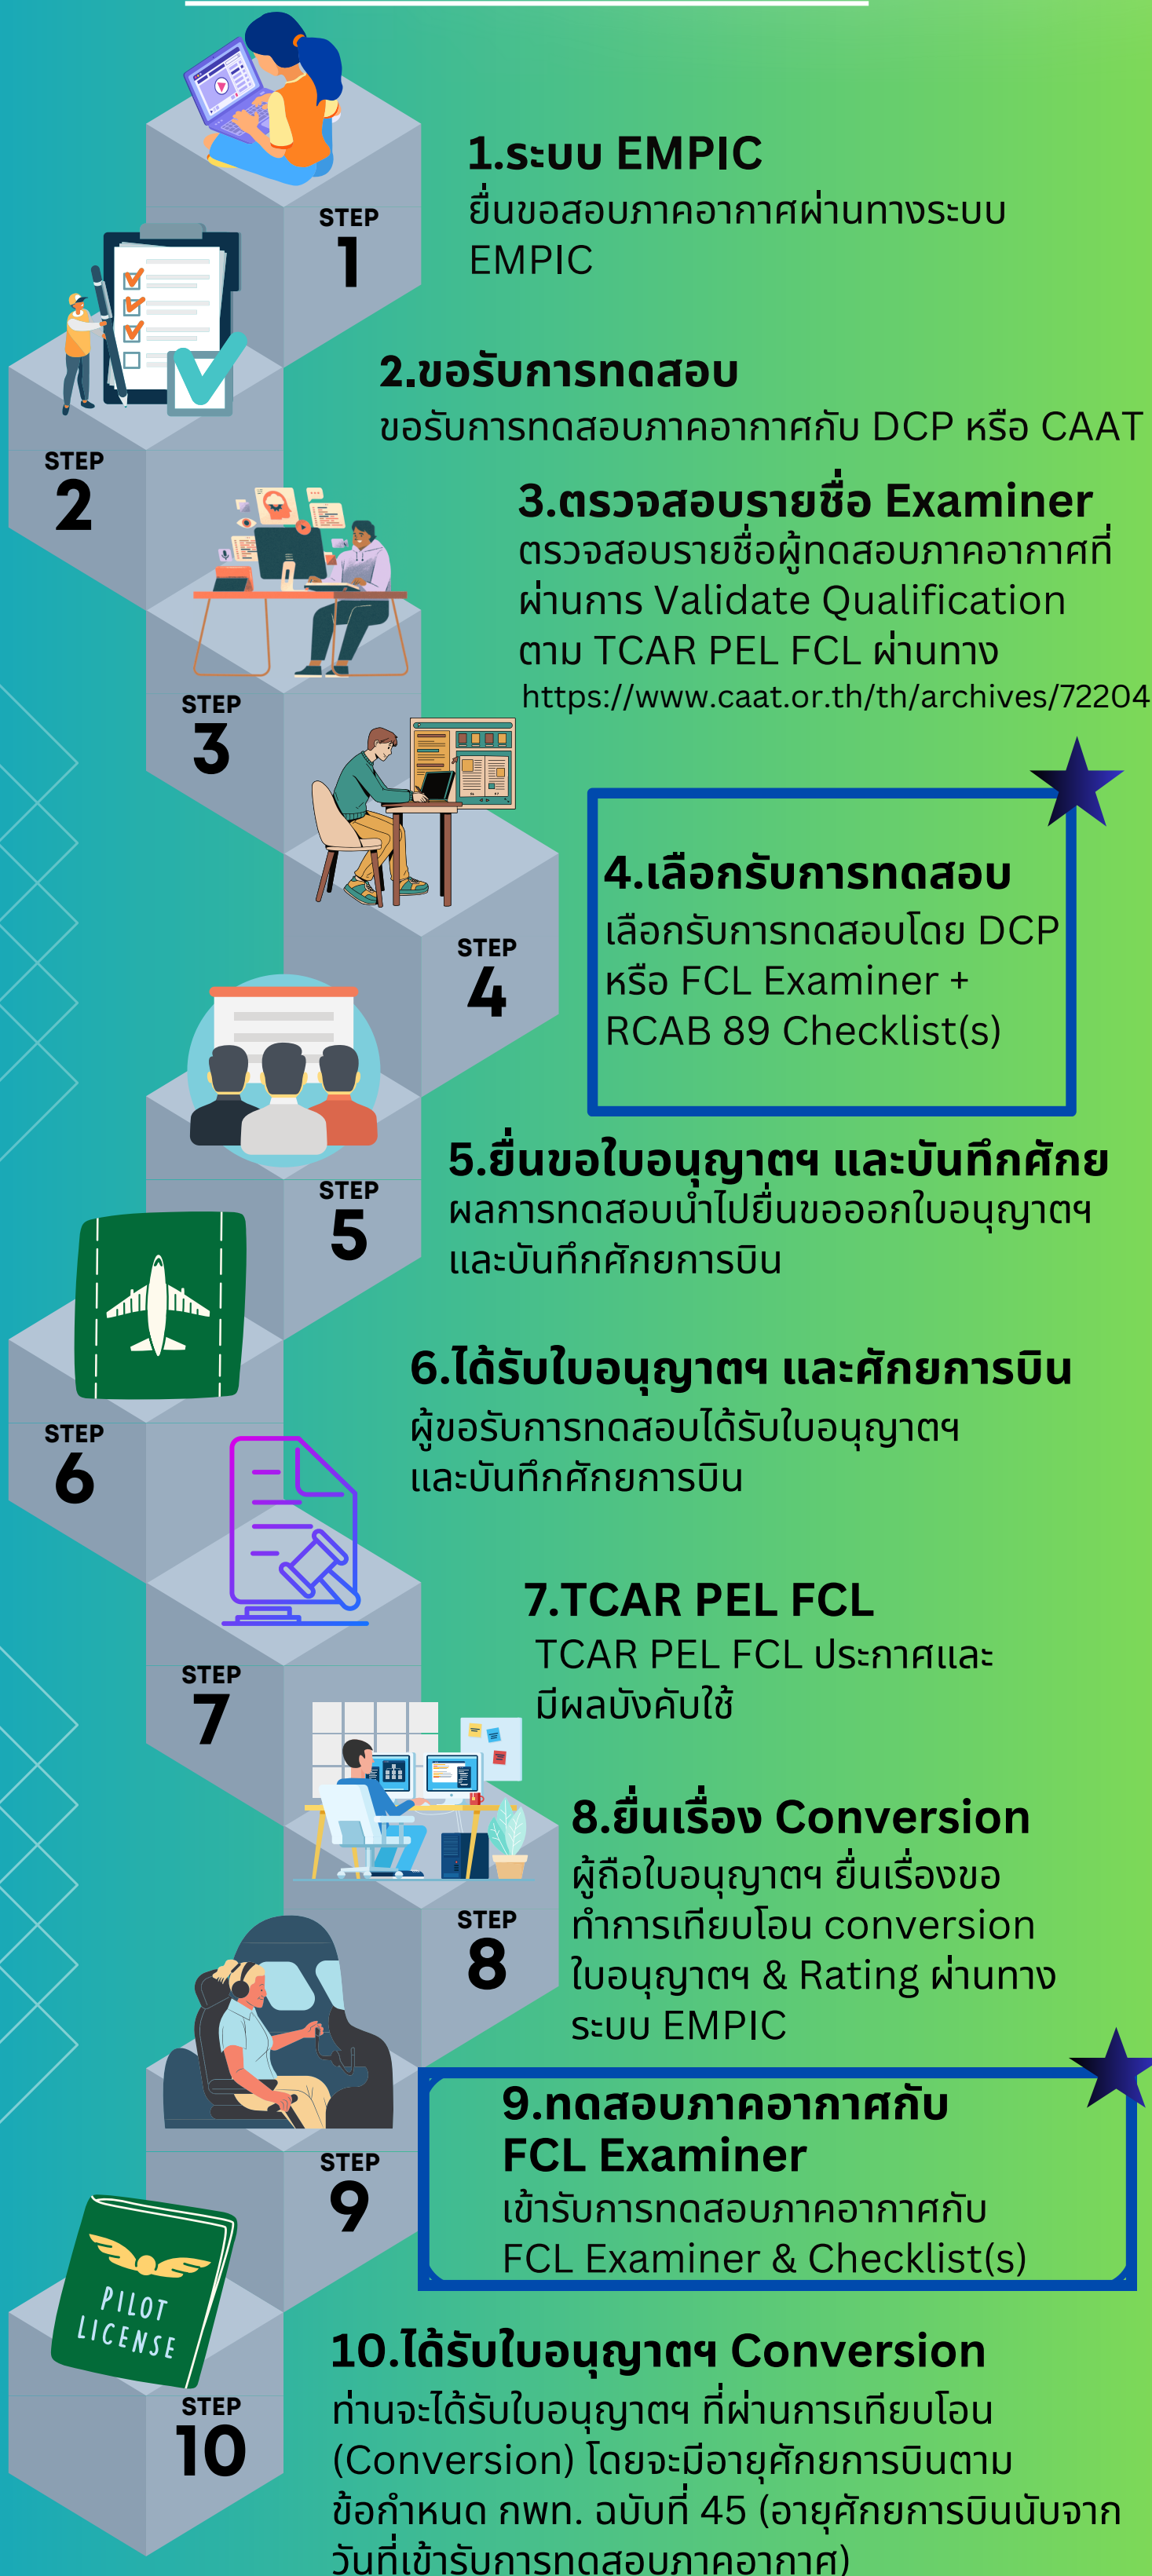 STEP
1
1.ระบบ EMPIC
ยื่นขอสอบภาคอากาศผ่านทางระบบ
EMPIC
STEP
2
2.ขอรับการทดสอบ
ขอรับการทดสอบภาคอากาศกับ DCP หรือ CAAT
STEP
3
3.ตรวจสอบรายชื่อ Examiner
ตรวจสอบรายชื่อผู้ทดสอบภาคอากาศที่
ผ่านการ Validate Qualification
ตาม TCAR PEL FCL ผ่านทาง
https://www.caat.or.th/th/archives/72204
STEP
4
4.เลือกรับการทดสอบ
เลือกรับการทดสอบโดย DCP
หรือ FCL Examiner +
RCAB 89 Checklist(s)
STEP
5
5.ยื่นขอใบอนุญาตฯ และบันทึกศักย
ผลการทดสอบนำไปยื่นขอออกใบอนุญาตฯ
และบันทึกศักยการบิน
STEP
6
6.ได้รับใบอนุญาตฯ และศักยการบิน
ผู้ขอรับการทดสอบได้รับใบอนุญาตฯ
และบันทึกศักยการบิน
STEP
7
7.TCAR PEL FCL
TCAR PEL FCL ประกาศและ
มีผลบังคับใช้
STEP
8
8.ยื่นเรื่อง Conversion
ผู้ถือใบอนุญาตฯ ยื่นเรื่องขอ
ทำการเทียบโอน conversion
ใบอนุญาตฯ & Rating ผ่านทาง
ระบบ EMPIC
STEP
9
9.ทดสอบภาคอากาศกับ
FCL Examiner
เข้ารับการทดสอบภาคอากาศกับ
FCL Examiner & Checklist(s)
PILOT
LICENSE
STEP
10
10.ได้รับใบอนุญาตฯ Conversion
ท่านจะได้รับใบอนุญาตฯ ที่ผ่านการเทียบโอน
(Conversion) โดยจะมีอายุศักยการบินตาม
ข้อกำหนด กพท. ฉบับที่ 45 (อายุศักยการบินนับจาก
วันที่เข้ารับการทดสอบภาคอากาศ)